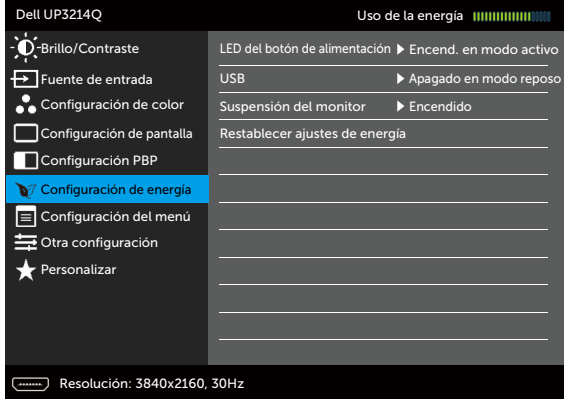 Dell UP3214Q
Uso de la energía
Brillo/Contraste
Fuente de entrada
Configuración de color
Configuración de pantalla
Configuración PBP
Configuración de energía
Configuración del menú
Otra configuración
Personalizar
LED del botón de alimentación Encend. en modo activo
USB Apagado en modo reposo
Suspensión del monitor Encendido
Restablecer ajustes de energía
Resolución: 3840x2160, 30Hz